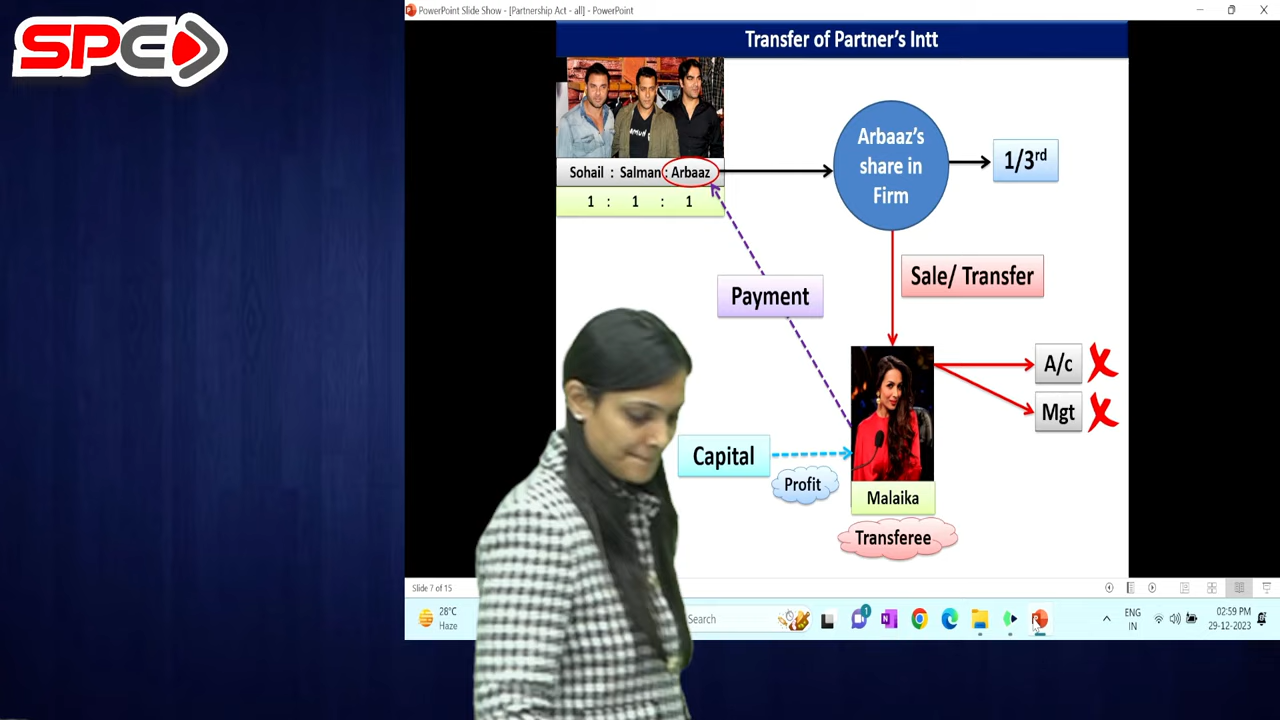 SPC
PowerPoint Slide Show - [Partnership Act - all] - PowerPoint
Transfer of Partner's Intt
Sohail : Salman : Arbaaz
1 : 1 : 1
Arbaaz's
share in
Firm
1/3rd
Sale/ Transfer
Payment
A/c
Mgt
Capital
Profit
Malaika
Transferee
Slide 7 of 15
28°C
Haze
Search
1
ENG
IN
02:59 PM
29-12-2023